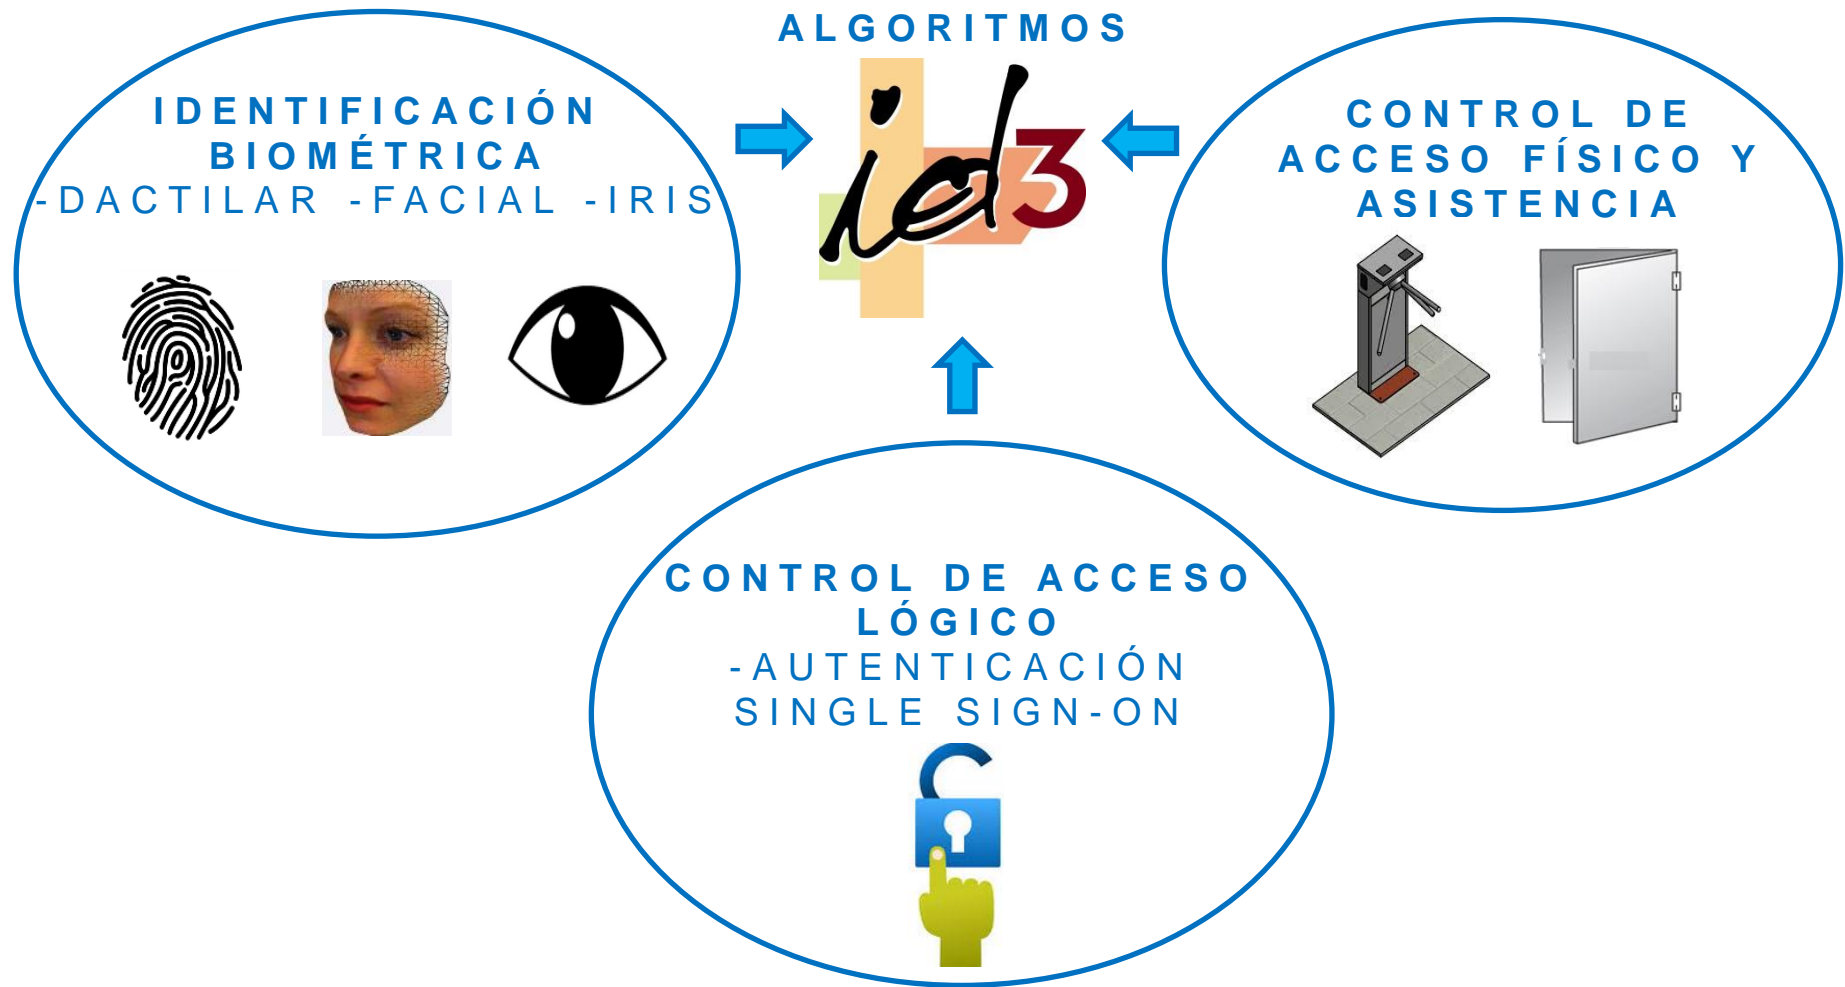 ALGORITMOS
id3
IDENTIFICACIÓN
BIOMÉTRICA
-DACTILAR -FACIAL -IRIS
CONTROL DE
ACCESO FÍSICO Y
ASISTENCIA
CONTROL DE ACCESO
LÓGICO
-AUTENTICACIÓN
SINGLE SIGN-ON